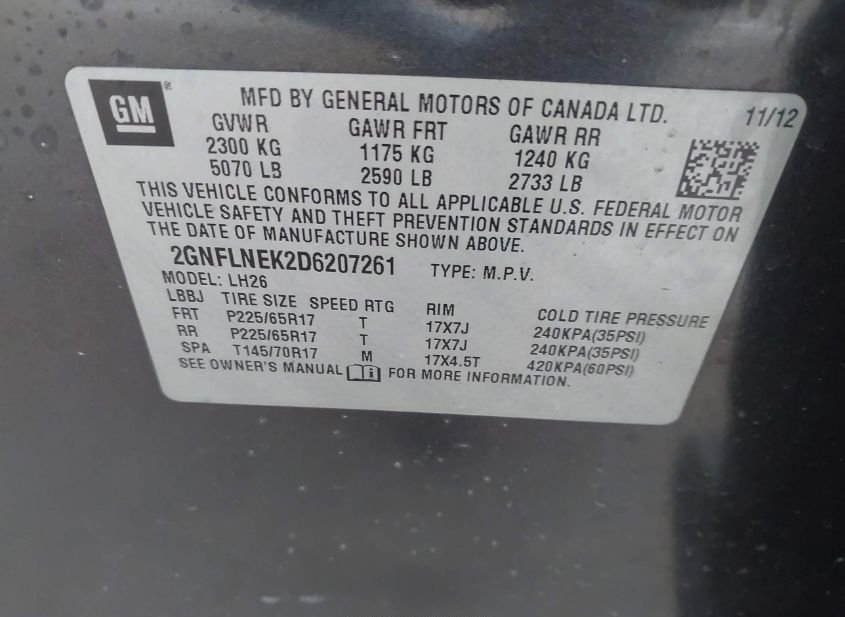 GM ®
MFD BY GENERAL MOTORS OF CANADA LTD. 11/12
GVWR GAWR FRT GAWR RR
2300 KG 1175 KG 1240 KG
5070 LB 2590 LB 2733 LB
THIS VEHICLE CONFORMS TO ALL APPLICABLE U.S. FEDERAL MOTOR
VEHICLE SAFETY AND THEFT PREVENTION STANDARDS IN EFFECT ON
THE DATE OF MANUFACTURE SHOWN ABOVE.
2GNFLNEK2D6207261 TYPE: M.P.V.
MODEL: LH26
LBBJ TIRE SIZE SPEED RTG RIM COLD TIRE PRESSURE
FRT P225/65R17 T 17X7J 240KPA(35PSI)
RR P225/65R17 T 17X7J 240KPA(35PSI)
SPA T145/70R17 M 17X4.5T 420KPA(60PSI)
SEE OWNER'S MANUAL i FOR MORE INFORMATION.